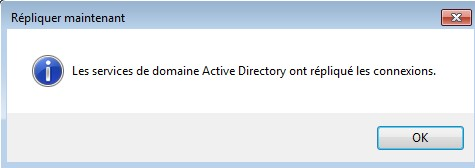 Répliquer maintenant
Les services de domaine Active Directory ont répliqué les connexions.
OK